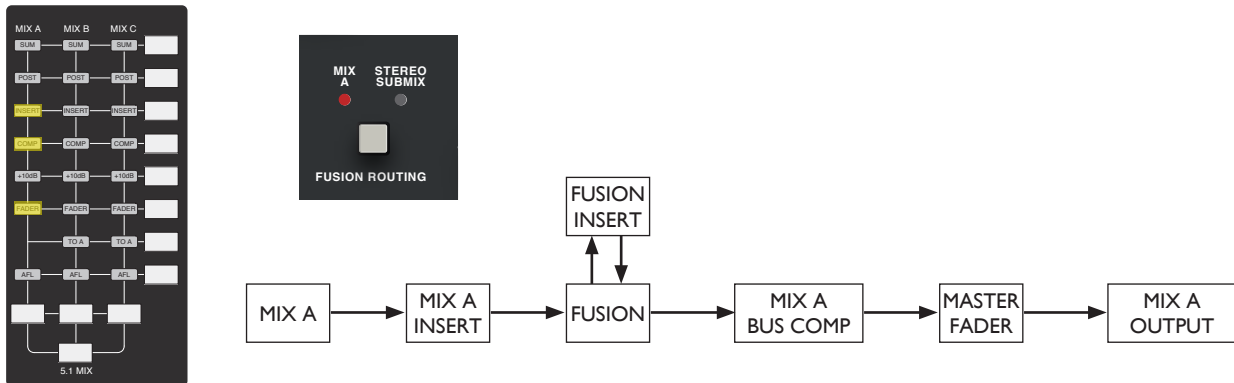 MIX A MIX B MIX C
SUM SUM SUM
POST POST POST
INSERT INSERT INSERT
COMP COMP COMP
+10dB +10dB +10dB
FADER FADER FADER
TO A TO A
AFL AFL AFL
5.1 MIX
MIX
A
STEREO
SUBMIX
FUSION ROUTING
FUSION
INSERT
MIX A
MIX A
INSERT
FUSION
MIX A
BUS COMP
MASTER
FADER
MIX A
OUTPUT